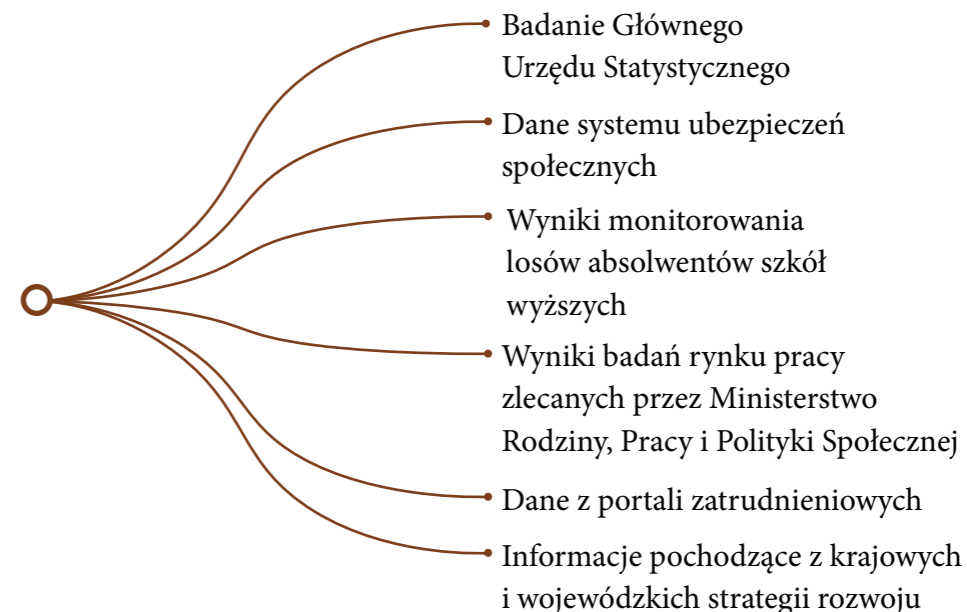 Badanie Głównego
Urzędu Statystycznego
Dane systemu ubezpieczeń
społecznych
Wyniki monitorowania
losów absolwentów szkół
wyższych
Wyniki badań rynku pracy
zlecanych przez Ministerstwo
Rodziny, Pracy i Polityki Społecznej
Dane z portali zatrudnieniowych
Informacje pochodzące z krajowych
i wojewódzkich strategii rozwoju